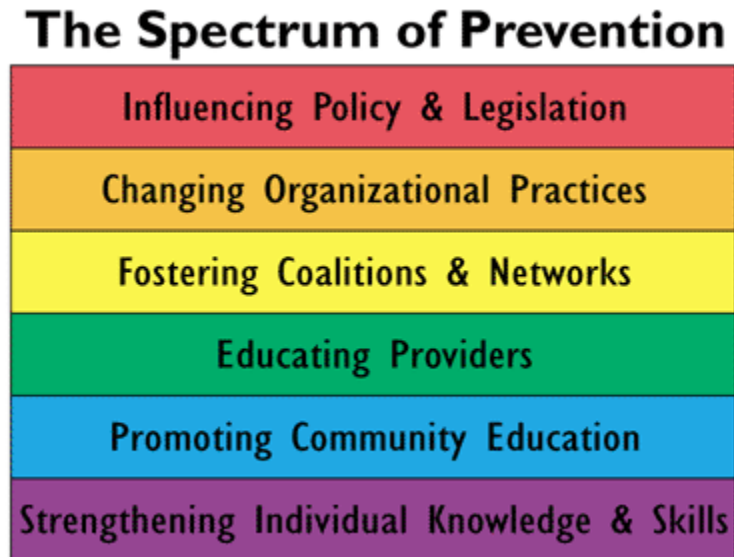 The Spectrum of Prevention
Influencing Policy & Legislation
Changing Organizational Practices
Fostering Coalitions & Networks
Educating Providers
Promoting Community Education
Strengthening Individual Knowledge & Skills